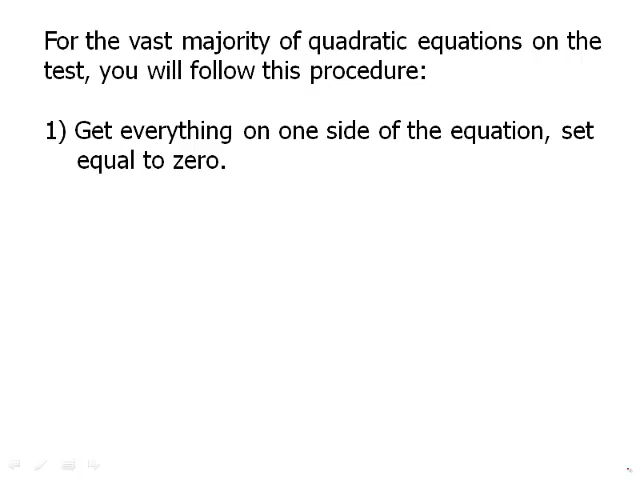 For the vast majority of quadratic equations on the
test, you will follow this procedure:
1) Get everything on one side of the equation, set
equal to zero.